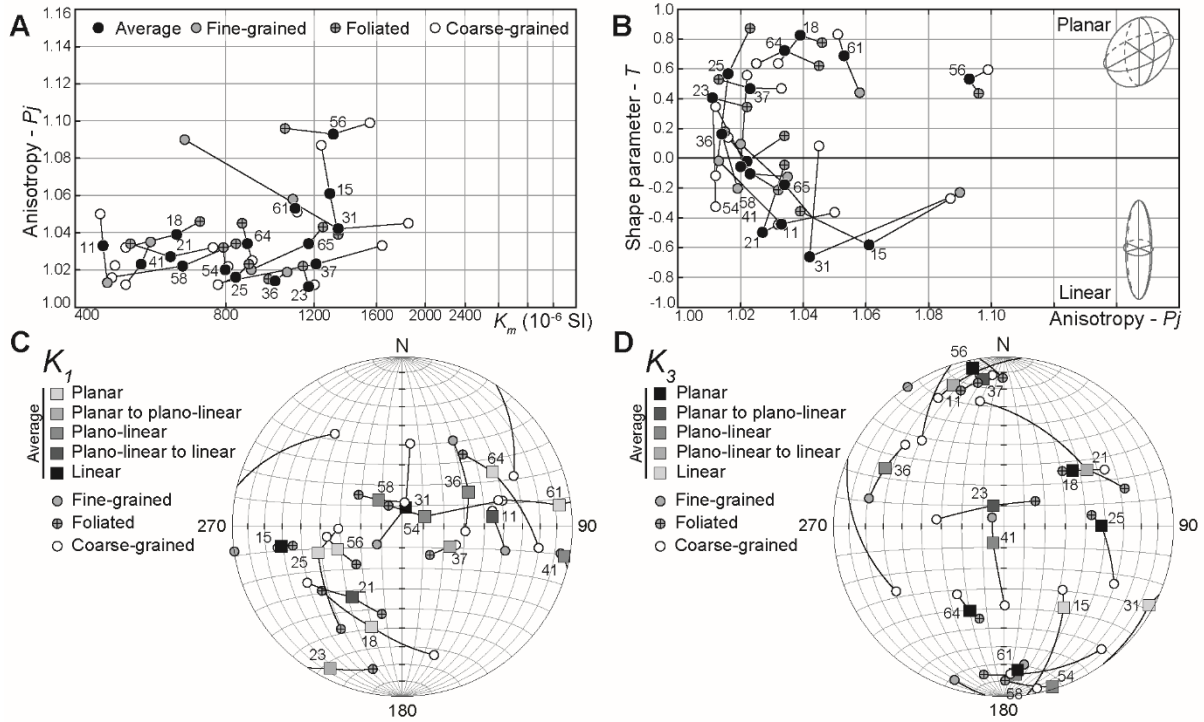 A
Average
Fine-grained
Foliated
Coarse-grained
Anisotropy - Pj
1.16
1.14
1.12
1.10
1.08
1.06
1.04
1.02
1.00
400
800
1200
1600
2000
2400
Km (10-6 SI)
56
15
61
31
18
64
65
11
21
41
58
54
25
37
36
23
B
Planar
Linear
Shape parameter - T
1.0
0.8
0.6
0.4
0.2
0.0
-0.2
-0.4
-0.6
-0.8
-1.0
1.00
1.02
1.04
1.06
1.08
1.10
Anisotropy - Pj
18
64
61
25
56
23
37
36
65
54
58
41
21
11
15
31
C
K1
Average
Planar
Planar to plano-linear
Plano-linear
Plano-linear to linear
Linear
Fine-grained
Foliated
Coarse-grained
N
270
90
180
64
61
58
31
36
54
11
15
25
56
37
41
21
18
23
D
K3
Average
Planar
Planar to plano-linear
Plano-linear
Plano-linear to linear
Linear
Fine-grained
Foliated
Coarse-grained
N
270
90
180
56
37
11
21
36
18
23
25
41
64
15
31
61
58
54